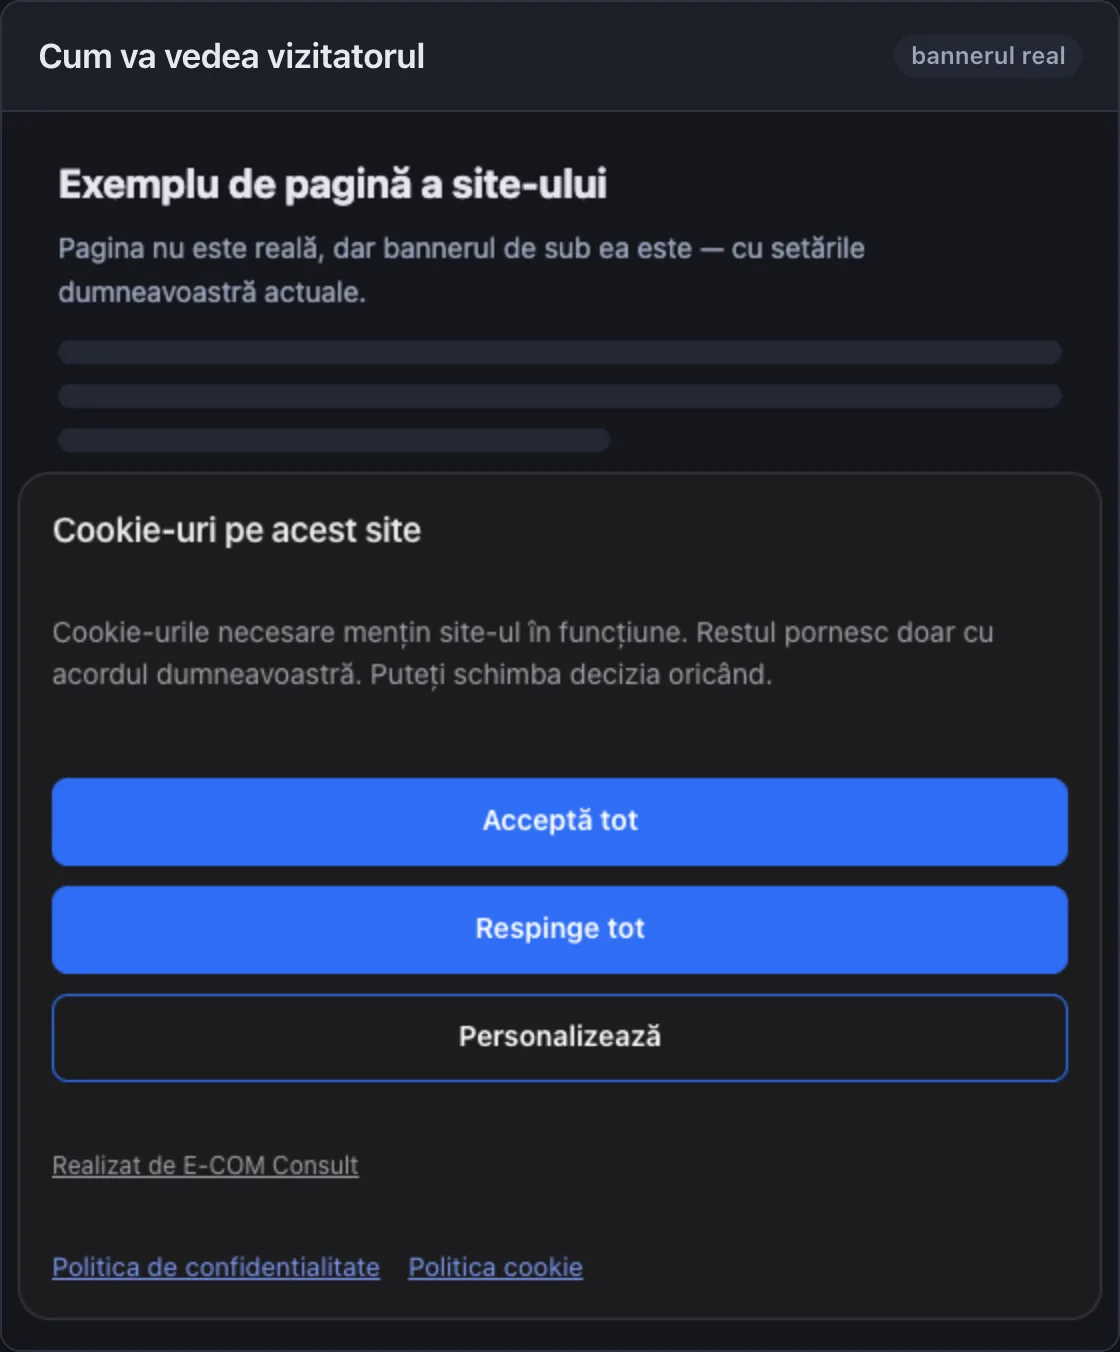 Cum va vedea vizitatorul
bannerul real
Exemplu de pagină a site-ului
Pagina nu este reală, dar bannerul de sub ea este — cu setările
dumneavoastră actuale.
Cookie-uri pe acest site
Cookie-urile necesare mențin site-ul în funcțiune. Restul pornesc doar cu
acordul dumneavoastră. Puteți schimba decizia oricând.
Acceptă tot
Respinge tot
Personalizează
Realizat de E-COM Consult
Politica de confidentialitate
Politica cookie